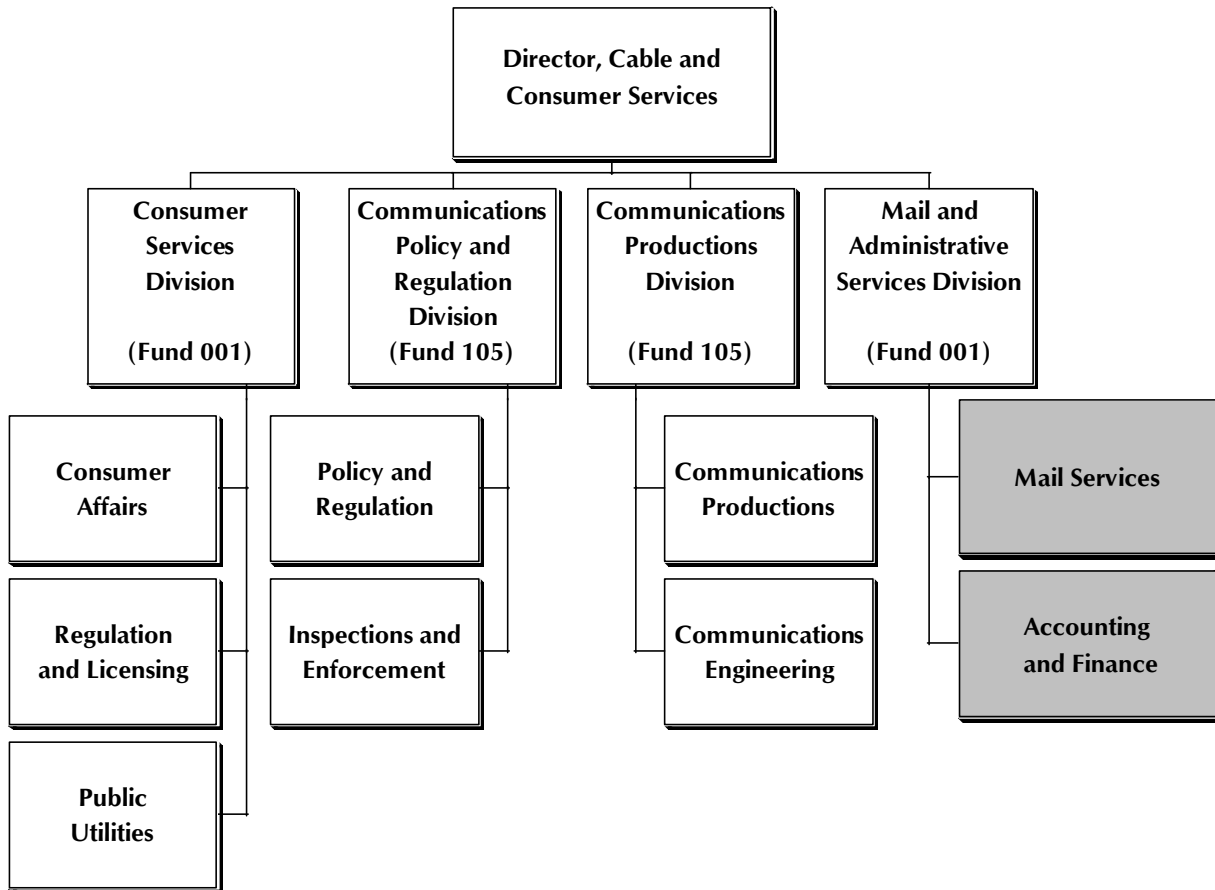 Director, Cable and
Consumer Services
Consumer
Services
Division
(Fund 001)
Communications
Policy and
Regulation
Division
(Fund 105)
Communications
Productions
Division
(Fund 105)
Mail and
Administrative
Services Division
(Fund 001)
Consumer
Affairs
Policy and
Regulation
Communications
Productions
Mail Services
Regulation
and Licensing
Inspections and
Enforcement
Communications
Engineering
Accounting
and Finance
Public
Utilities